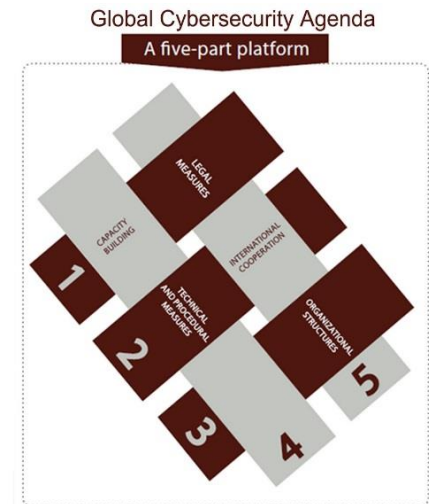 Global Cybersecurity Agenda
A five-part platform
LEGAL
MEASURES
CAPACITY
BUILDING
INTERNATIONAL
COOPERATION
1
TECHNICAL
AND PROCEDURAL
MEASURES
ORGANIZATIONAL
STRUCTURES
2
3
4
5